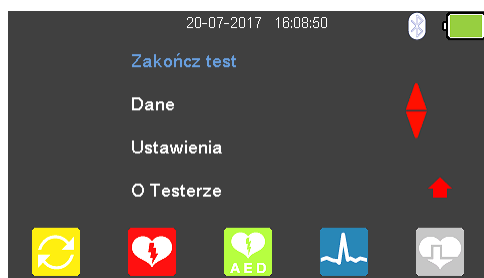 20-07-2017 16:08:50
Zakończ test
Dane
Ustawienia
O Testerze
AED